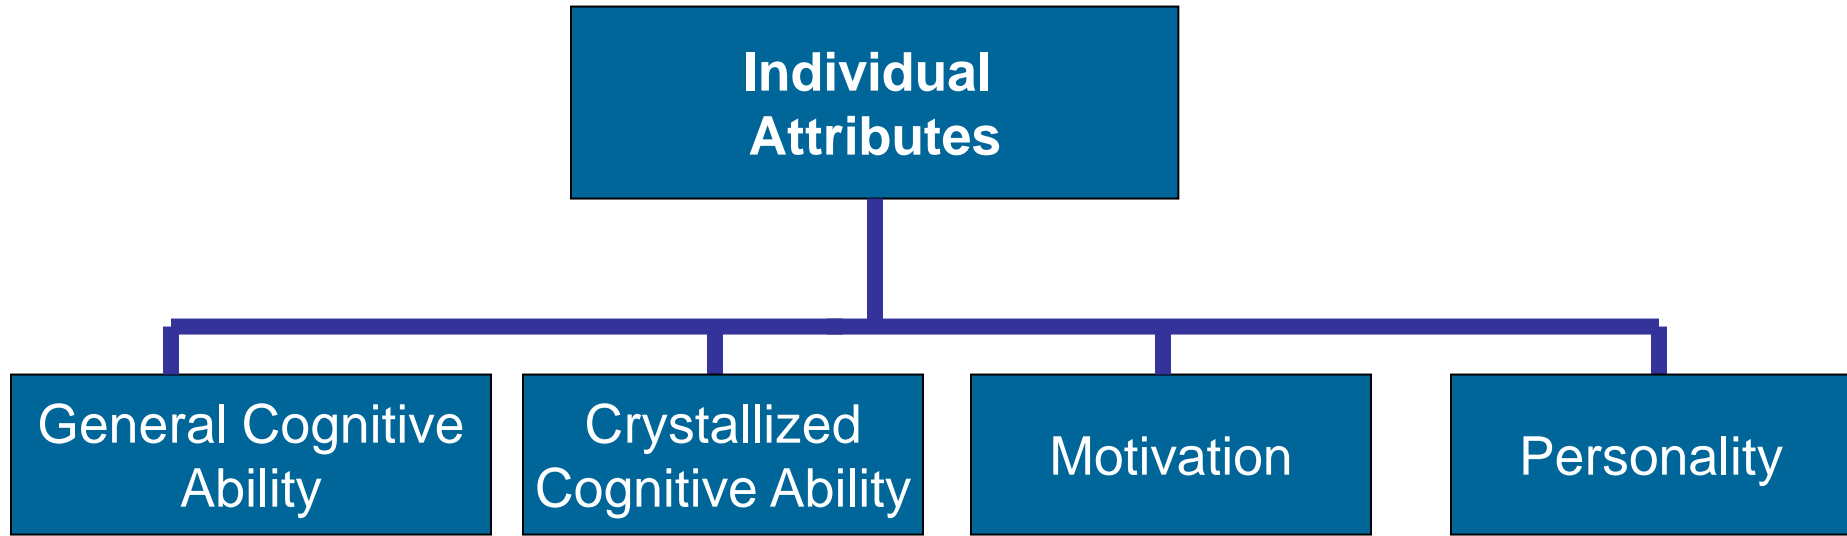 Individual
Attributes
General Cognitive
Ability
Crystallized
Cognitive Ability
Motivation
Personality